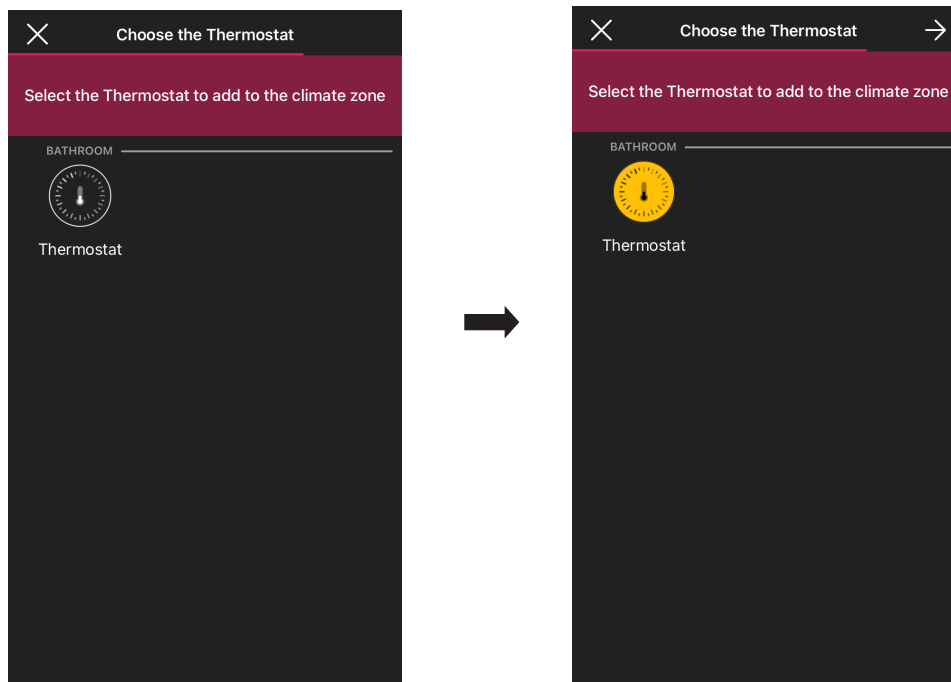 Choose the Thermostat
Select the Thermostat to add to the climate zone
BATHROOM
Thermostat
Choose the Thermostat
Select the Thermostat to add to the climate zone
BATHROOM
Thermostat